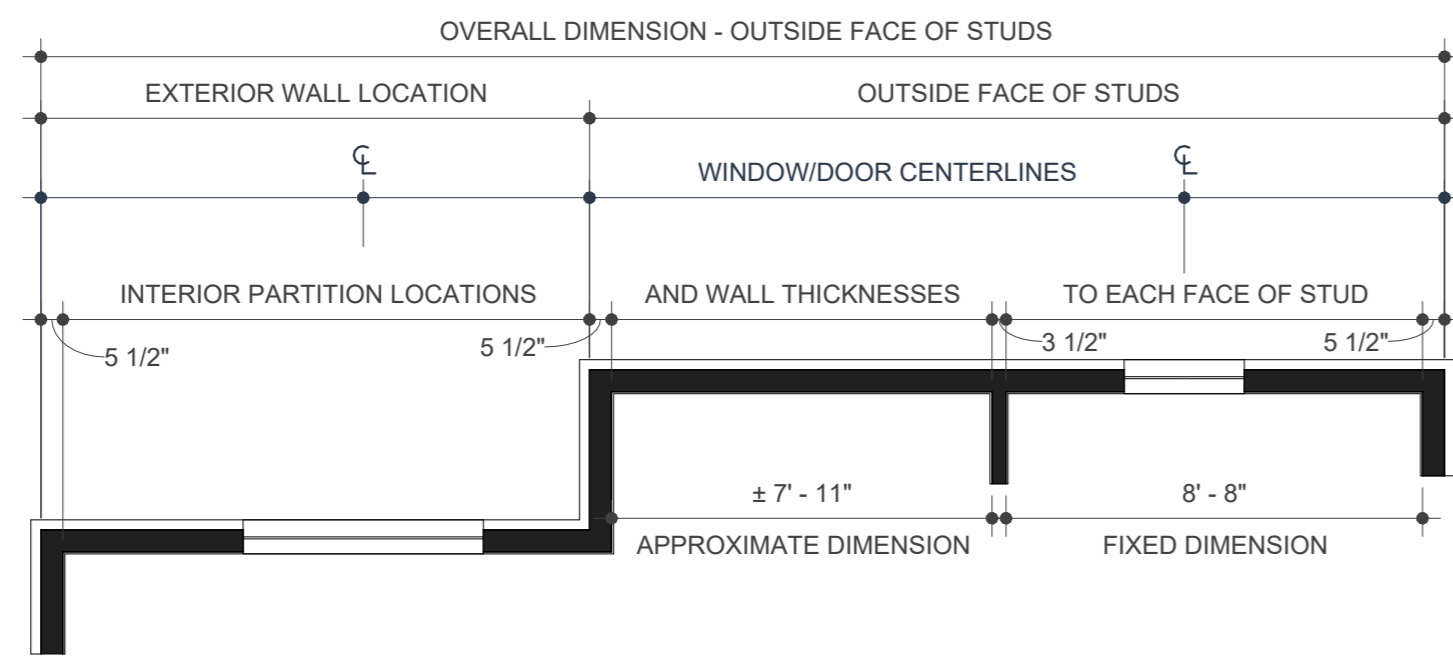 OVERALL DIMENSION - OUTSIDE FACE OF STUDS
EXTERIOR WALL LOCATION
OUTSIDE FACE OF STUDS
℄
℄
WINDOW/DOOR CENTERLINES
INTERIOR PARTITION LOCATIONS
AND WALL THICKNESSES
TO EACH FACE OF STUD
5 1/2"
5 1/2"
3 1/2"
5 1/2"
± 7' - 11"
8' - 8"
APPROXIMATE DIMENSION
FIXED DIMENSION